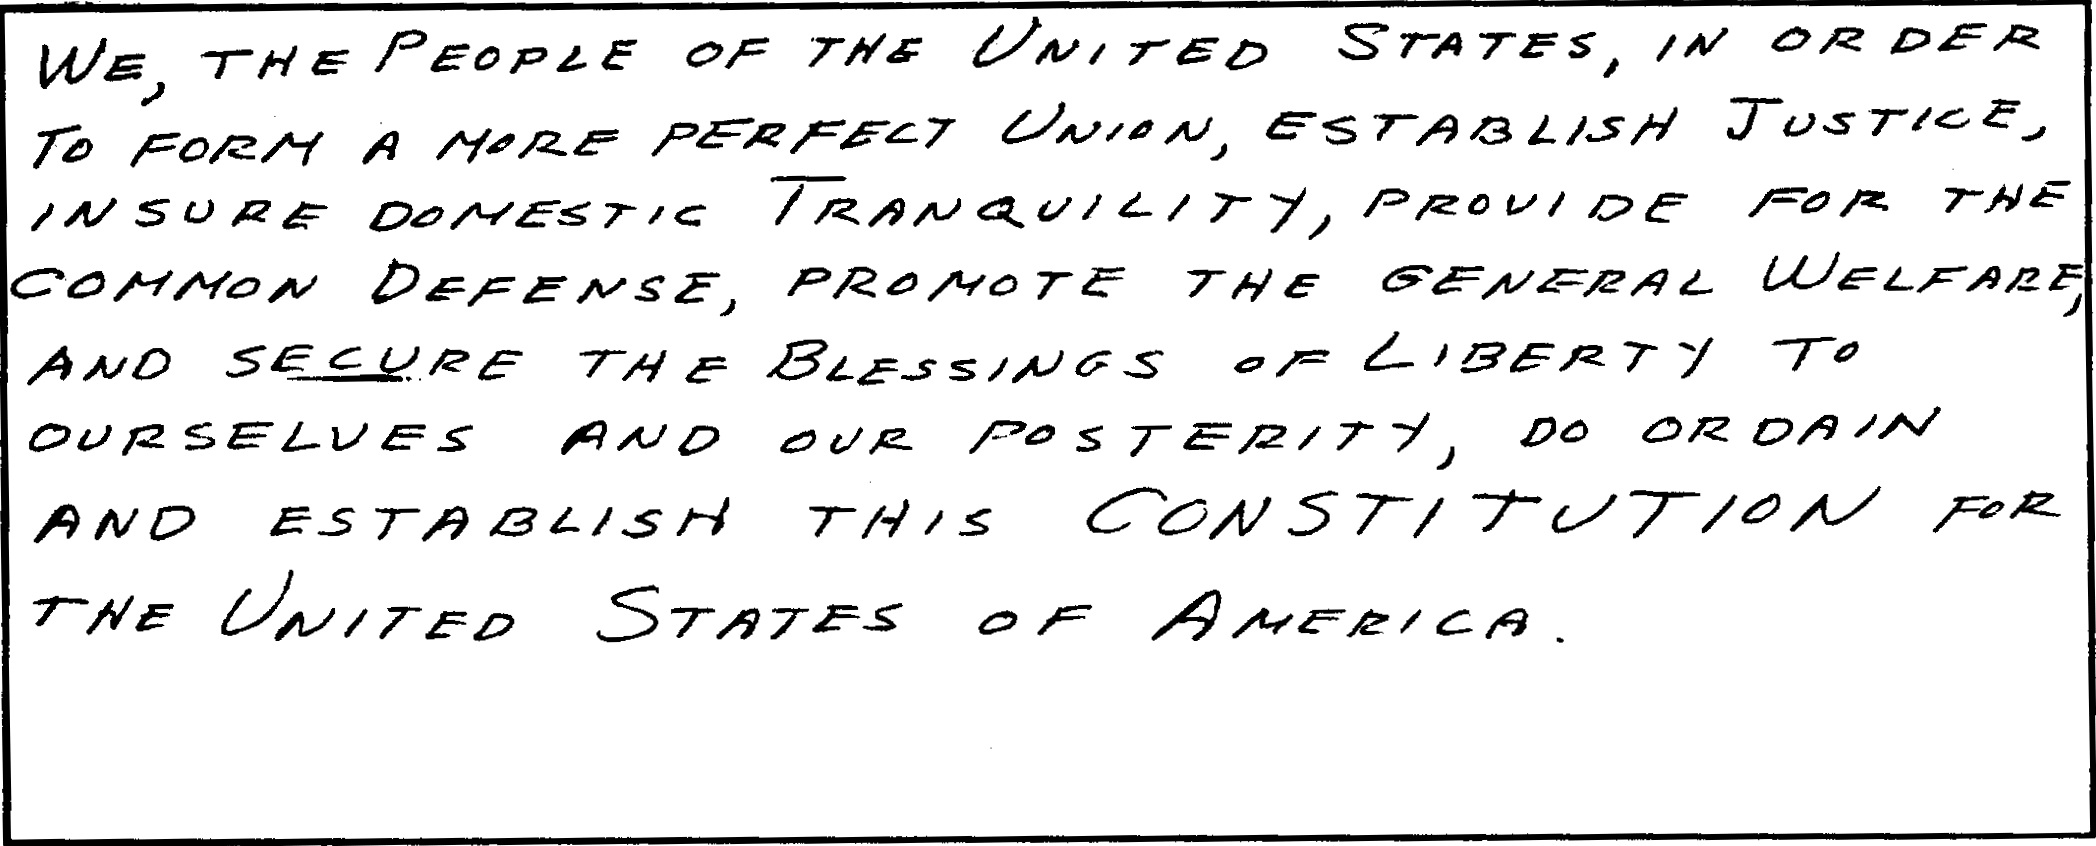 WE, THE PEOPLE OF THE UNITED STATES, IN ORDER
TO FORM A MORE PERFECT UNION, ESTABLISH JUSTICE,
INSURE DOMESTIC TRANQUILITY, PROVIDE FOR THE
COMMON DEFENSE, PROMOTE THE GENERAL WELFARE,
AND SECURE THE BLESSINGS OF LIBERTY TO
OURSELVES AND OUR POSTERITY, DO ORDAIN
AND ESTABLISH THIS CONSTITUTION FOR
THE UNITED STATES OF AMERICA.